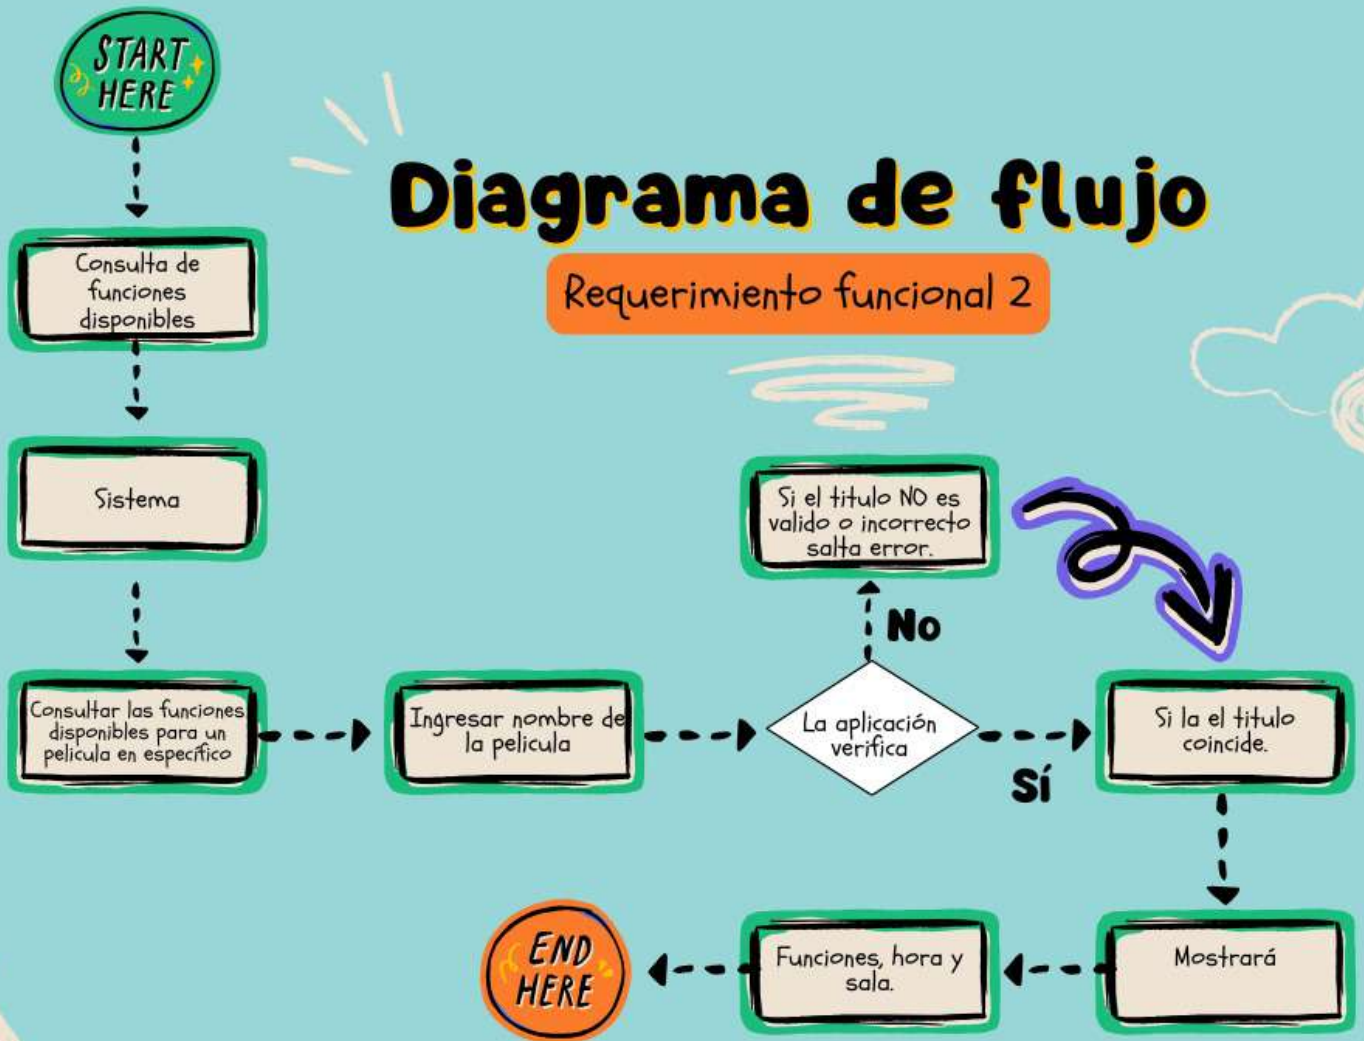 START
HERE
Diagrama de flujo
Requerimiento funcional 2
Consulta de
funciones
disponibles
Sistema
Consultar las funciones
disponibles para un
pelicula en específico
Ingresar nombre de
la pelicula
La aplicación
verifica
No
Si el titulo NO es
valido o incorrecto
salta error.
Sí
Si la el titulo
coincide.
Mostrará
Funciones, hora y
sala.
END
HERE